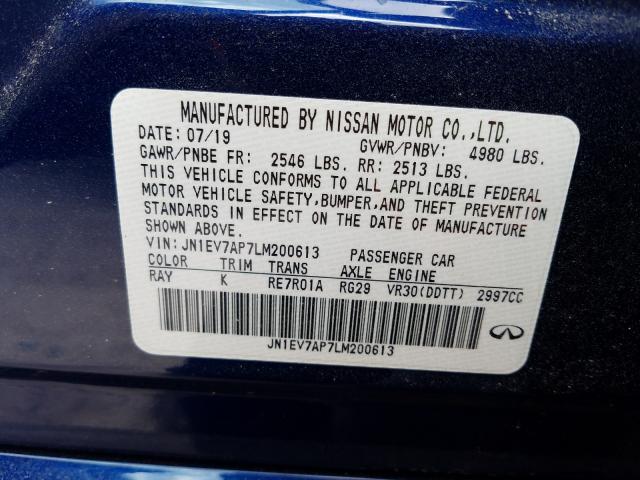 MANUFACTURED BY NISSAN MOTOR CO.,LTD.
DATE: 07/19 GVWR/PNBV: 4980 LBS.
GAWR/PNBE FR: 2546 LBS. RR: 2513 LBS.
THIS VEHICLE CONFORMS TO ALL APPLICABLE FEDERAL
MOTOR VEHICLE SAFETY,BUMPER,AND THEFT PREVENTION
STANDARDS IN EFFECT ON THE DATE OF MANUFACTURE
SHOWN ABOVE.
VIN: JN1EV7AP7LM200613 PASSENGER CAR
COLOR TRIM TRANS AXLE ENGINE
RAY K RE7R01A RG29 VR30(DDTT) 2997CC
JN1EV7AP7LM200613